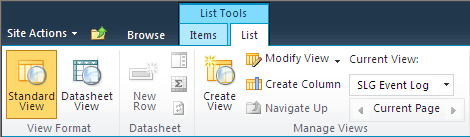 List Tools
Site Actions
Browse
Items
List
Standard View
Datasheet View
New Row
Create View
Modify View
Create Column
Navigate Up
Current View:
SLG Event Log
Current Page
View Format
Datasheet
Manage Views